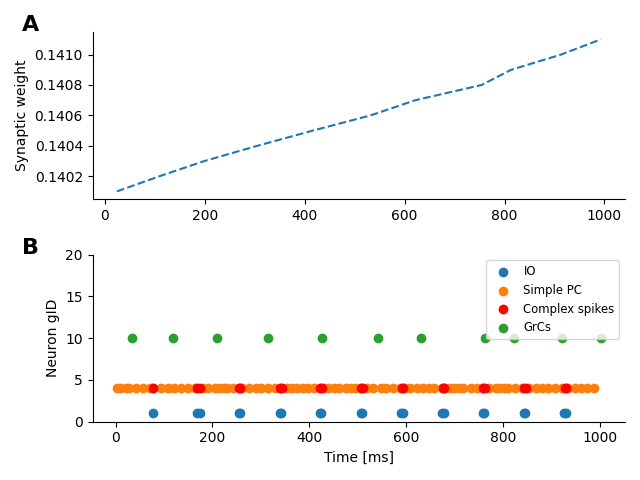 A
Synaptic weight
0.1410
0.1408
0.1406
0.1404
0.1402
0 200 400 600 800 1000
B
Neuron gID
20
15
10
5
0
IO
Simple PC
Complex spikes
GrCs
0 200 400 600 800 1000
Time [ms]